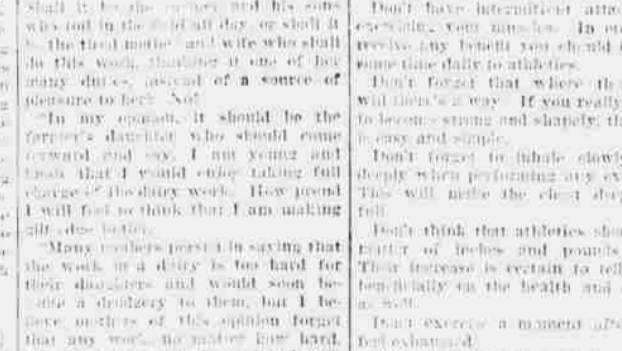 shall it be the farmer and his sons
who toil in the field all day, or shall it
be the tired mother and wife who shall
do this work, thinking it one of her
many duties, instead of a source of
pleasure to her? No!
"In my opinion, it should be the
farmer's daughter who should come
forward and say, I am young and
know that I would enjoy taking full
charge of the dairy work. How proud
I will feel to think that I am making
gilt-edge butter.
"Many mothers persist in saying that
the work in a dairy is too hard for
their daughters and would soon be-
come a drudgery to them, but I be-
lieve mothers of this opinion forget
that any work, no matter how hard,
Don't have intermittent
exercising your muscles. In
receive any benefit you should
some time daily to athletics.
Don't forget that where
will there's a way. If you really
to become strong and shapely,
is easy and simple.
Don't forget to inhale slowly
deeply when performing any
This will make the chest
full.
Don't think that athletics
matter of inches and pounds
Their increase is certain to
beneficially on the health and
as well.
Don't exercise a moment
feel exhausted.